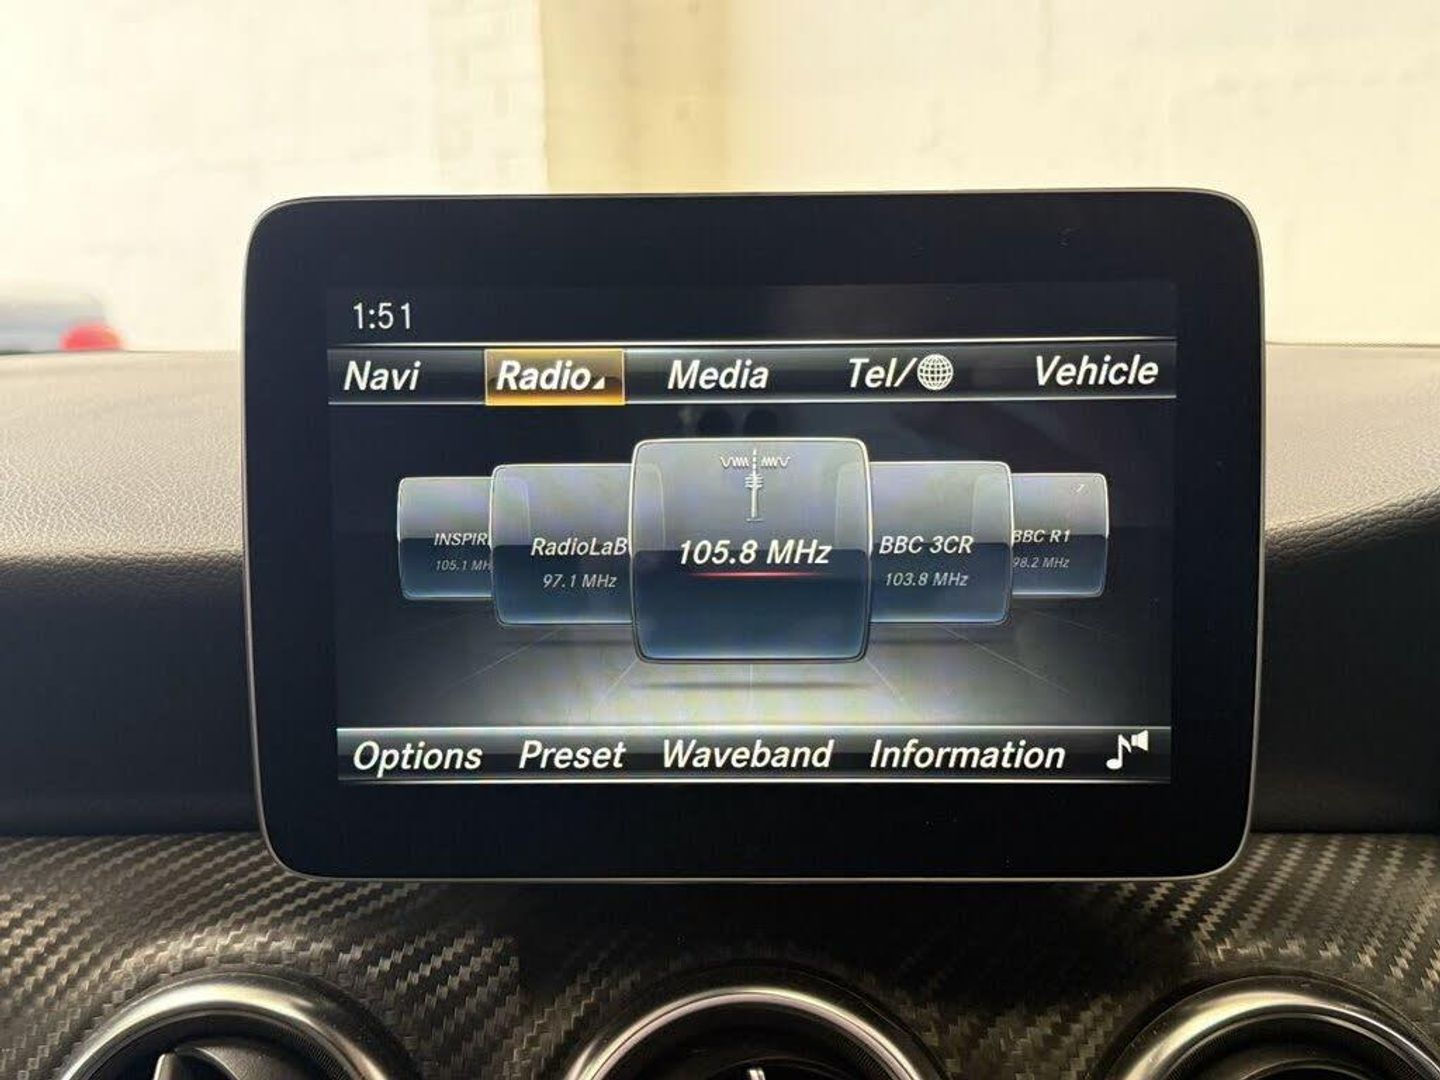 1:51
Navi Radio Media Tel/ Vehicle
INSPIR RadioLaB 105.8 MHz BBC 3CR BBC R1
105.1 MH 97.1 MHz 103.8 MHz 98.2 MHz
Options Preset Waveband Information